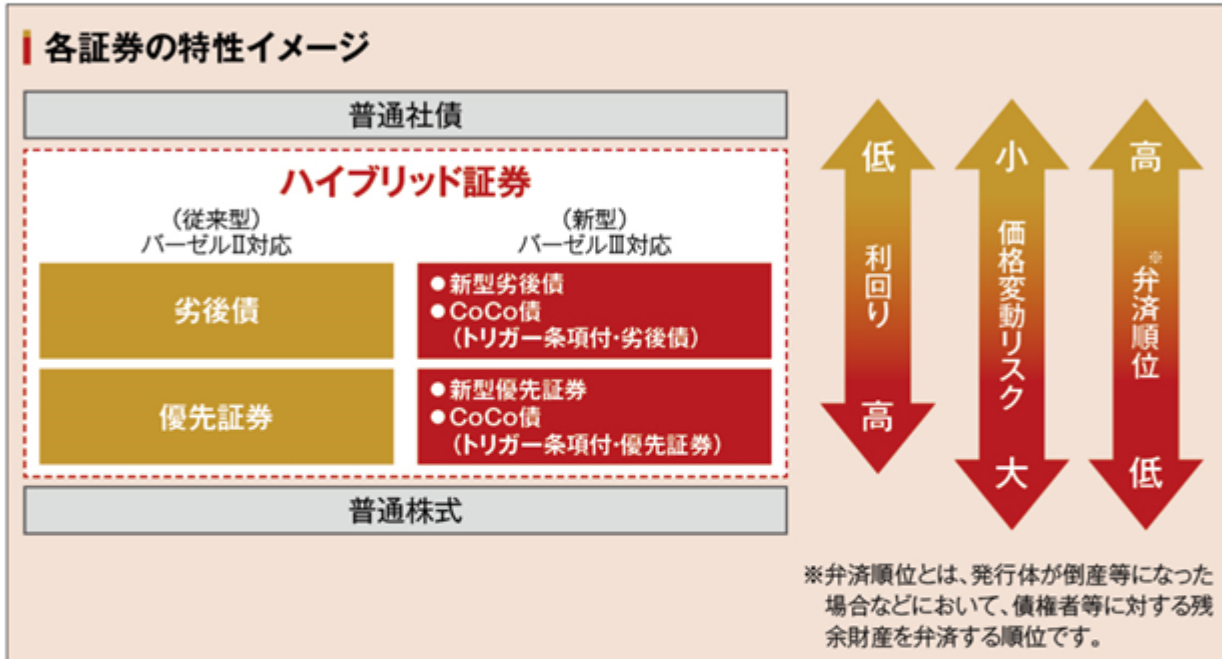 各証券の特性イメージ
普通社債
ハイブリッド証券
(従来型)
バーゼルⅡ対応
(新型)
バーゼルⅢ対応
劣後債
●新型劣後債
●CoCo債
(トリガー条項付・劣後債)
優先証券
●新型優先証券
●CoCo債
(トリガー条項付・優先証券)
普通株式
低
利回り
高
小
価格変動リスク
大
高
※弁済順位
低
※弁済順位とは、発行体が倒産等になった
場合などにおいて、債権者等に対する残
余財産を弁済する順位です。